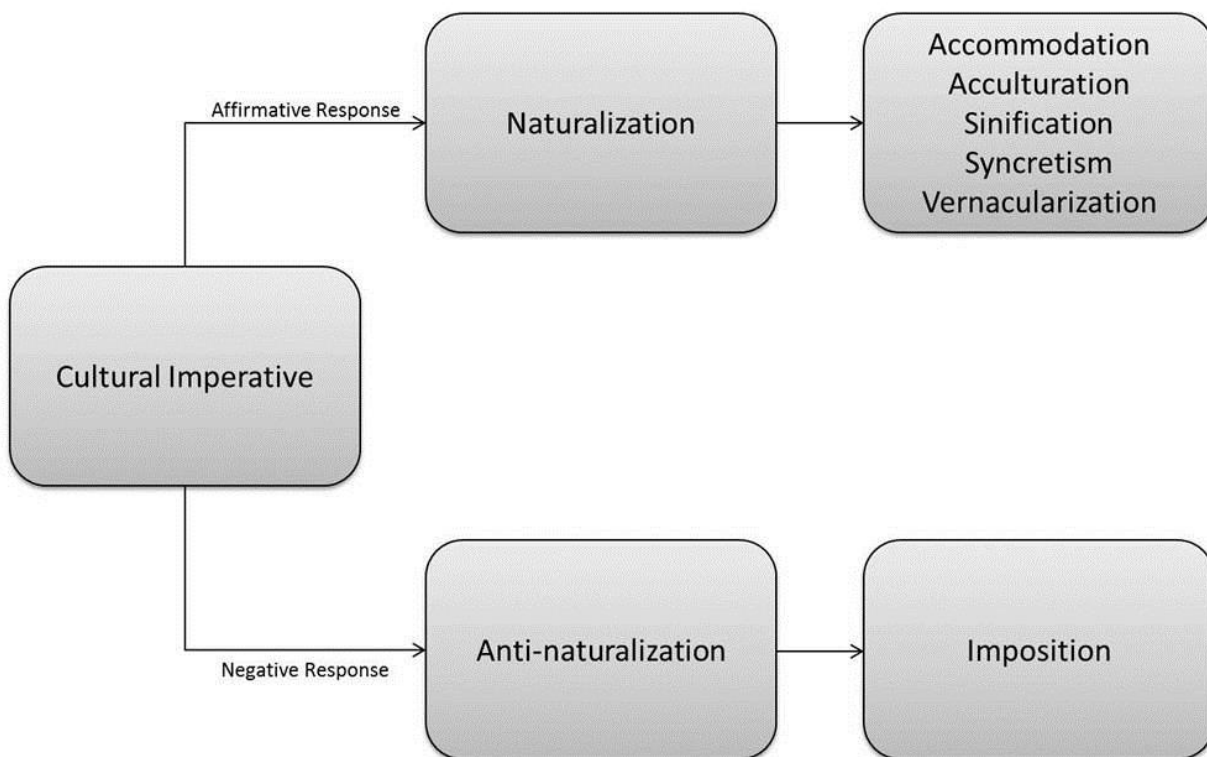 Affirmative Response
Naturalization
Accommodation
Acculturation
Sinification
Syncretism
Vernacularization
Cultural Imperative
Negative Response
Anti-naturalization
Imposition